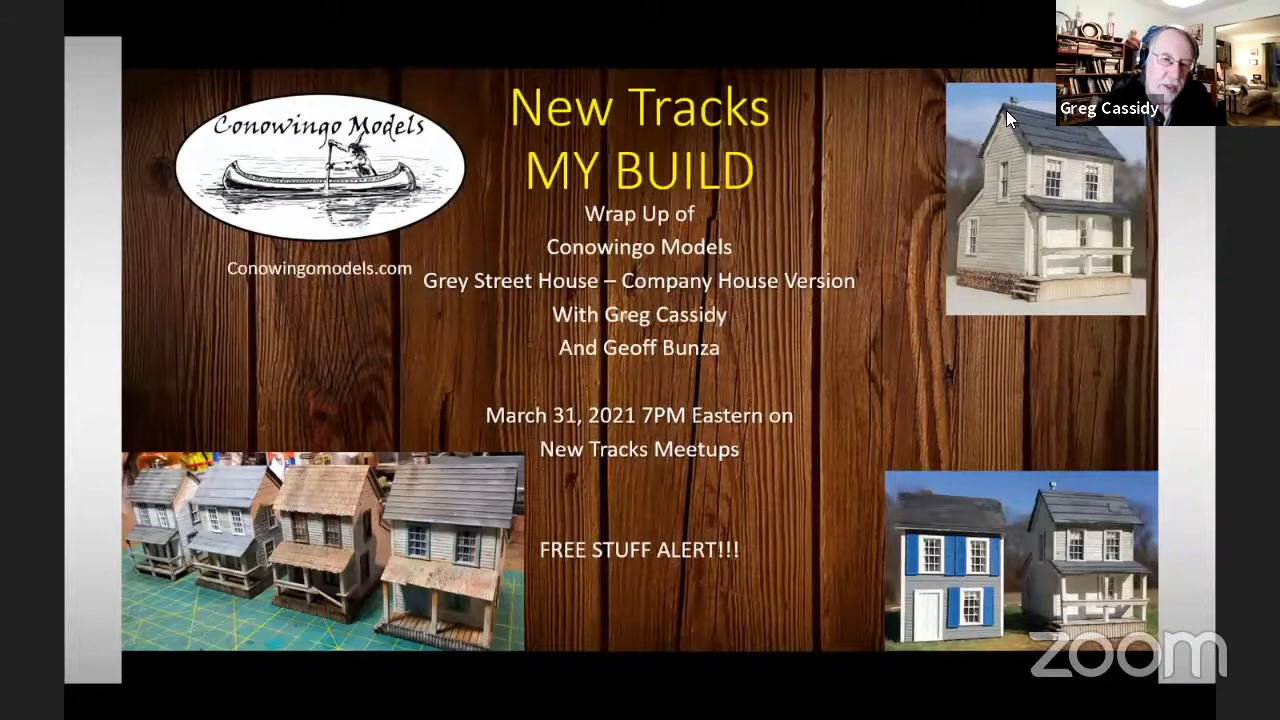 Conowingo Models
Conowingomodels.com
New Tracks
MY BUILD
Wrap Up of
Conowingo Models
Grey Street House – Company House Version
With Greg Cassidy
And Geoff Bunza
March 31, 2021 7PM Eastern on
New Tracks Meetups
FREE STUFF ALERT!!!
Greg Cassidy
zoom